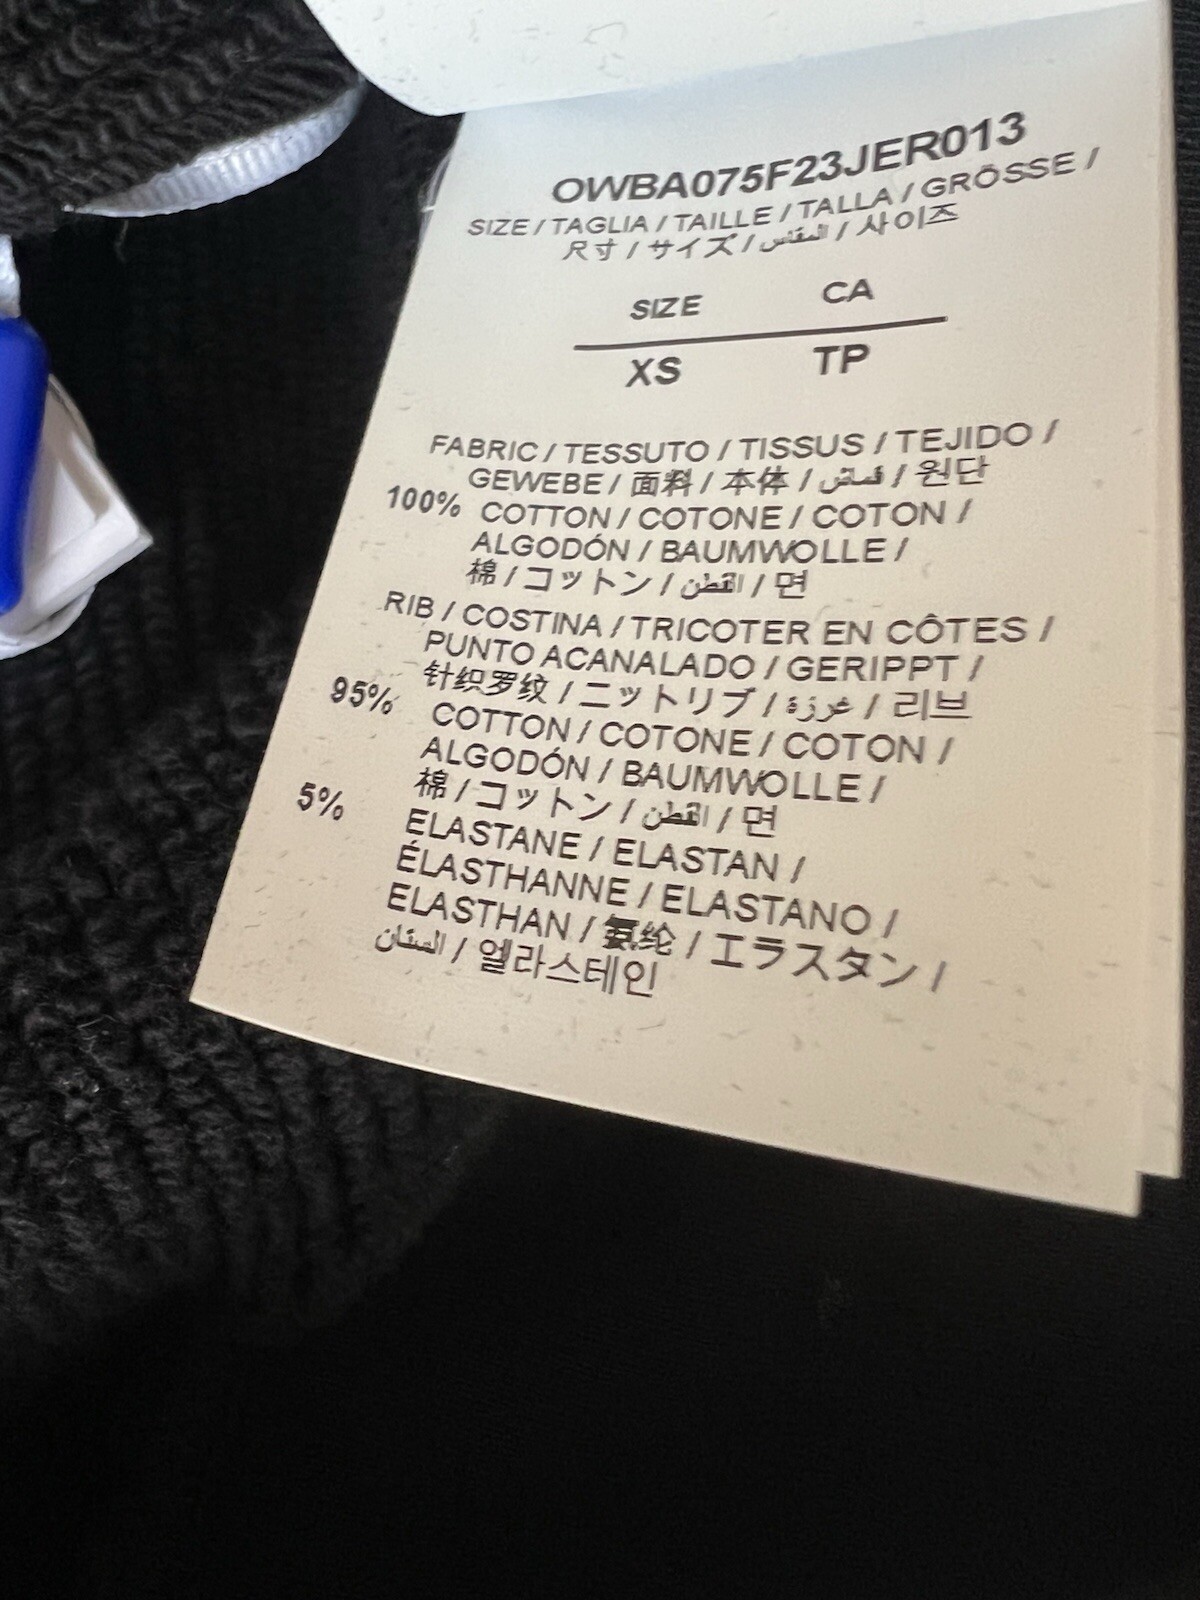 OWBA075F23JER013
SIZE / TAGLIA / TAILLE / TALLA / GRÖSSE /
尺寸 / サイズ / المقاس / 사이즈
SIZE CA
XS TP
FABRIC / TESSUTO / TISSUS / TEJIDO /
GEWEBE / 面料 / 本体 / قماش / 원단
100% COTTON / COTONE / COTON /
ALGODÓN / BAUMWOLLE /
棉 / コットン / القطن / 면
RIB / COSTINA / TRICOTER EN CÔTES /
PUNTO ACANALADO / GERIPPT /
针织罗纹 / ニットリブ / غرزة / 리브
95% COTTON / COTONE / COTON /
ALGODÓN / BAUMWOLLE /
棉 / コットン / القطن / 면
5% ELASTANE / ELASTAN /
ÉLASTHANNE / ELASTANO /
ELASTHAN / 氨纶 / エラスタン /
الستان / 엘라스테인